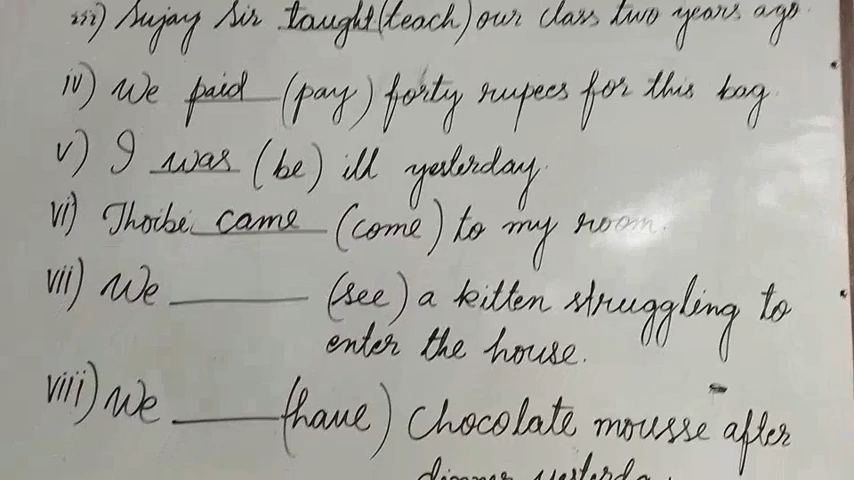 iii) Sujay Sir taught (teach) our class two years ago
iv) We paid (pay) forty rupees for this bag
v) I was (be) ill yesterday.
vi) Thoibi came (come) to my room.
vii) We ______ (see) a kitten struggling to
enter the house.
viii) We ______ (have) Chocolate mousse after
dinner yesterda